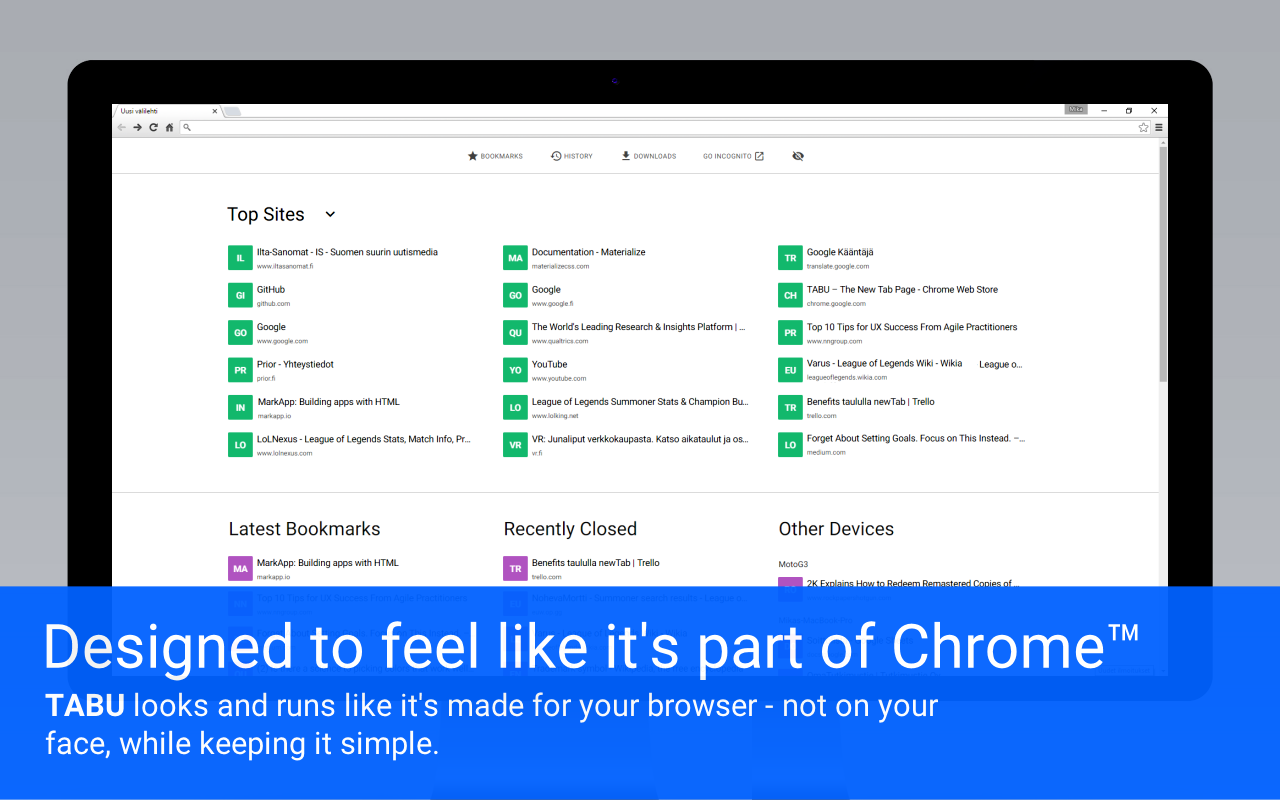 Uusi välilehti
Mika
BOOKMARKS
HISTORY
DOWNLOADS
GO INCOGNITO
Top Sites
IL Ilta-Sanomat - IS - Suomen suurin uutismedia
www.iltasanomat.fi
MA Documentation - Materialize
materializecss.com
TR Google Kääntäjä
translate.google.com
GI GitHub
github.com
GO Google
www.google.fi
CH TABU – The New Tab Page - Chrome Web Store
chrome.google.com
GO Google
www.google.com
QU The World's Leading Research & Insights Platform | ...
www.qualtrics.com
PR Top 10 Tips for UX Success From Agile Practitioners
www.nngroup.com
PR Prior - Yhteystiedot
prior.fi
YO YouTube
www.youtube.com
EU Varus - League of Legends Wiki - Wikia League o...
leagueoflegends.wikia.com
IN MarkApp: Building apps with HTML
markapp.io
LO League of Legends Summoner Stats & Champion Bu...
www.lolking.net
TR Benefits taululla newTab | Trello
trello.com
LO LoLNexus - League of Legends Stats, Match Info, Pr...
www.lolnexus.com
VR VR: Junaliput verkkokaupasta. Katso aikataulut ja os...
vr.fi
LO Forget About Setting Goals. Focus on This Instead. –...
medium.com
Latest Bookmarks
MA MarkApp: Building apps with HTML
markapp.io
Top 10 Tips for UX Success From Agile Practitioners
Recently Closed
TR Benefits taululla newTab | Trello
trello.com
Other Devices
MotoG3
2K Explains How to Redeem Remastered Copies of ...
Designed to feel like it's part of Chrome™
TABU looks and runs like it's made for your browser - not on your
face, while keeping it simple.